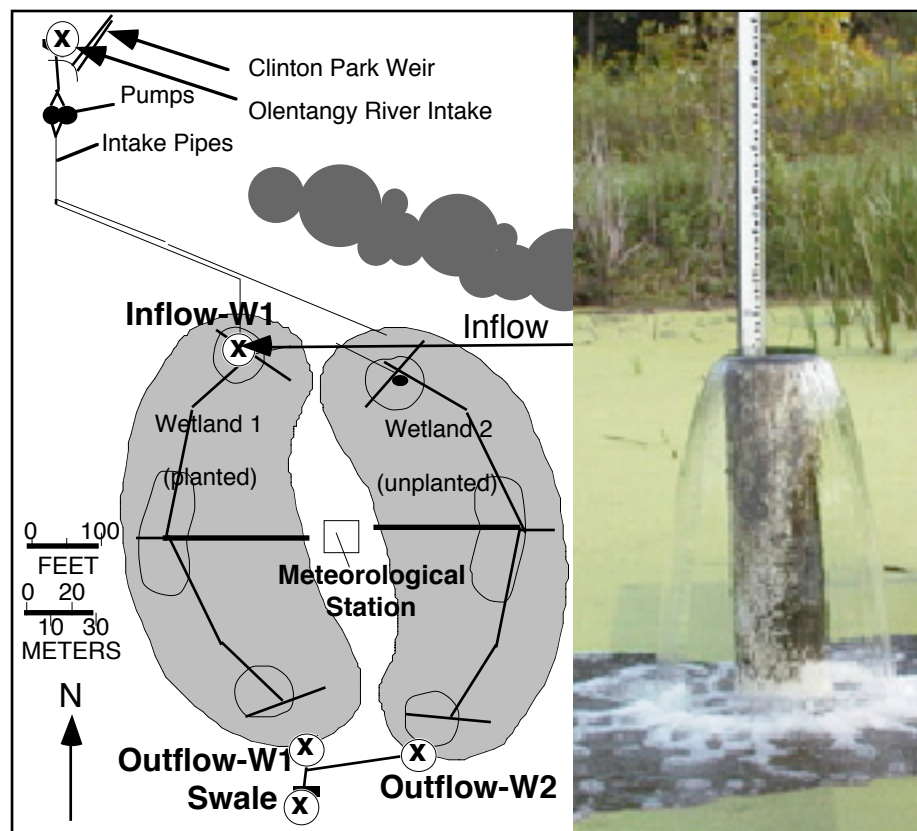 X
Clinton Park Weir
Pumps
Olentangy River Intake
Intake Pipes
Inflow-W1
Inflow
X
Wetland 1
Wetland 2
(planted)
(unplanted)
0 100
FEET
Meteorological
Station
0 20
10 30
METERS
N
X
X
Outflow-W1
Outflow-W2
Swale
X